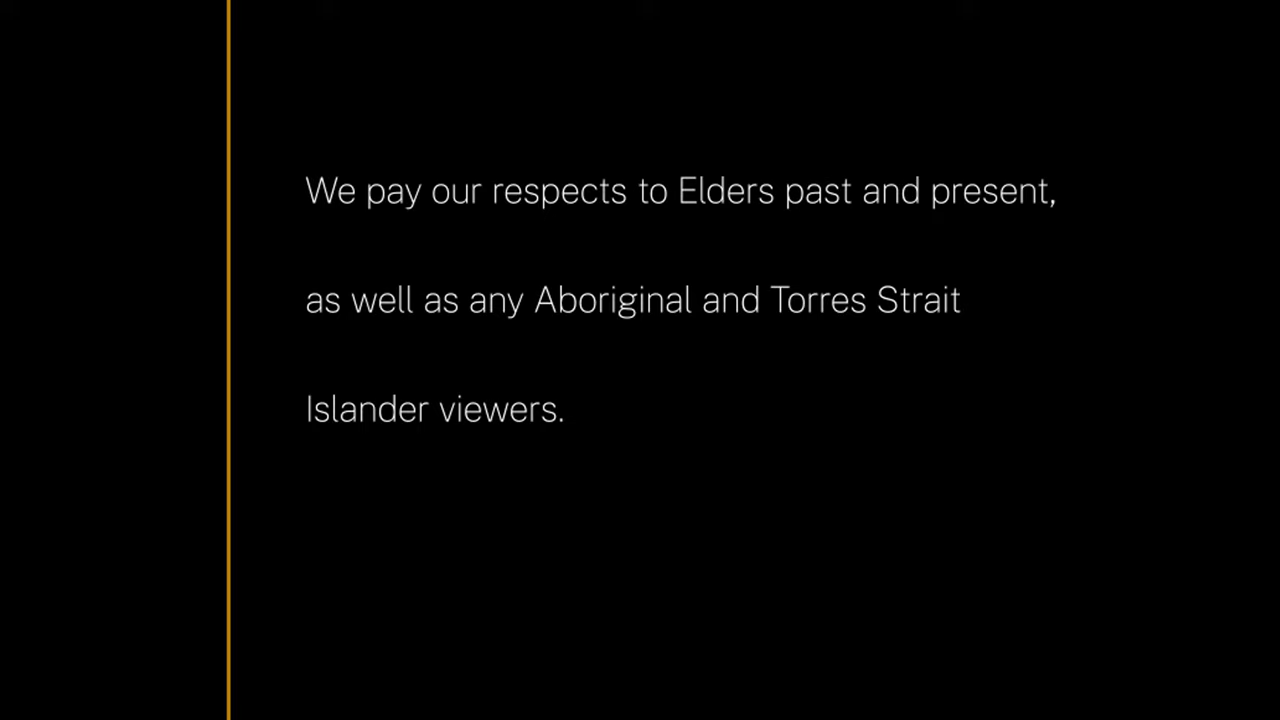 We pay our respects to Elders past and present,
as well as any Aboriginal and Torres Strait
Islander viewers.